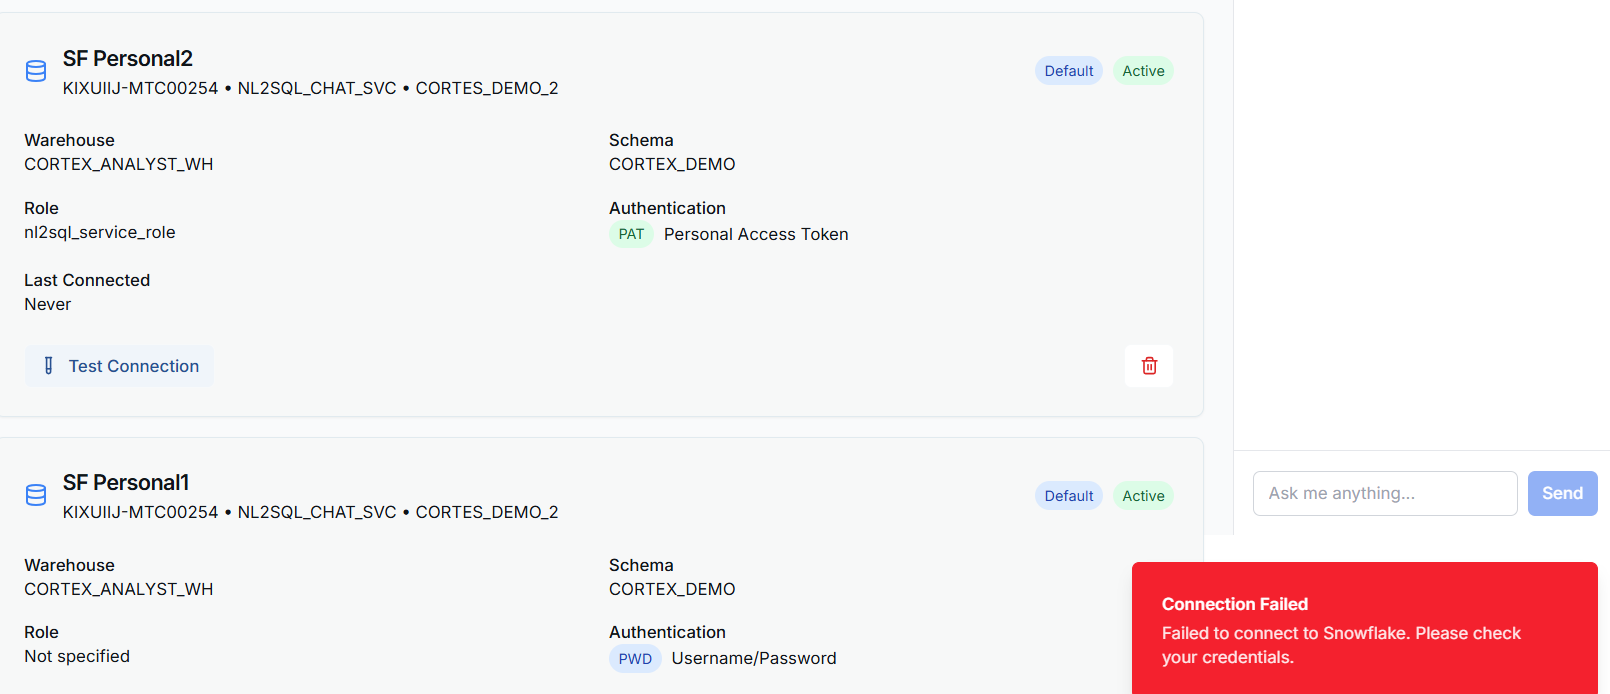 SF Personal2
KIXUIIJ-MTC00254 • NL2SQL_CHAT_SVC • CORTES_DEMO_2
Default
Active
Warehouse
CORTEX_ANALYST_WH
Schema
CORTEX_DEMO
Role
nl2sql_service_role
Authentication
PAT Personal Access Token
Last Connected
Never
Test Connection
SF Personal1
KIXUIIJ-MTC00254 • NL2SQL_CHAT_SVC • CORTES_DEMO_2
Default
Active
Warehouse
CORTEX_ANALYST_WH
Schema
CORTEX_DEMO
Role
Not specified
Authentication
PWD Username/Password
Ask me anything...
Send
Connection Failed
Failed to connect to Snowflake. Please check
your credentials.